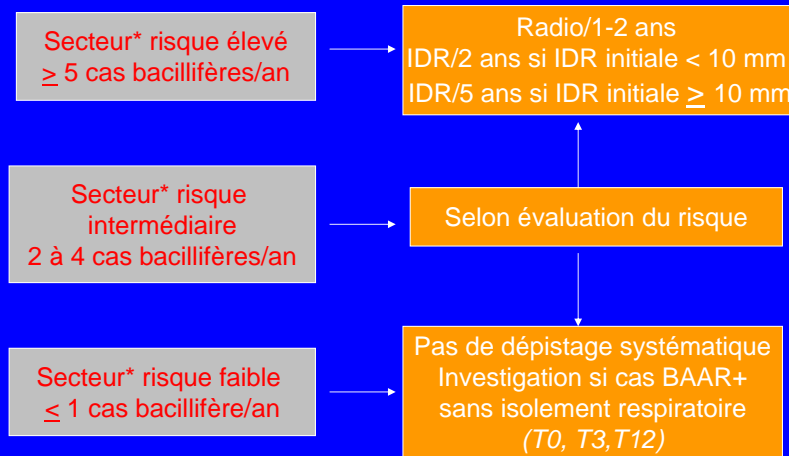 Secteur* risque élevé
≥ 5 cas bacillifères/an
Radio/1-2 ans
IDR/2 ans si IDR initiale < 10 mm
IDR/5 ans si IDR initiale ≥ 10 mm
Secteur* risque
intermédiaire
2 à 4 cas bacillifères/an
Selon évaluation du risque
Secteur* risque faible
≤ 1 cas bacillifère/an
Pas de dépistage systématique
Investigation si cas BAAR+
sans isolement respiratoire
(T0, T3,T12)